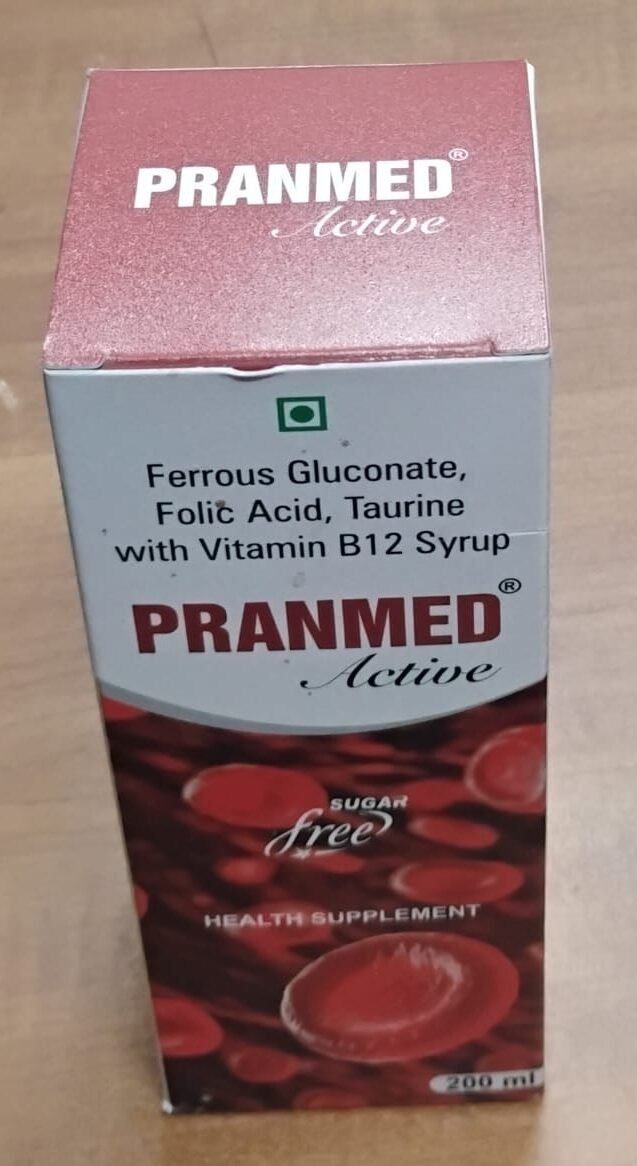 PRANMED®
Active
Ferrous Gluconate,
Folic Acid, Taurine
with Vitamin B12 Syrup
PRANMED®
Active
SUGAR
free
HEALTH SUPPLEMENT
200 ml